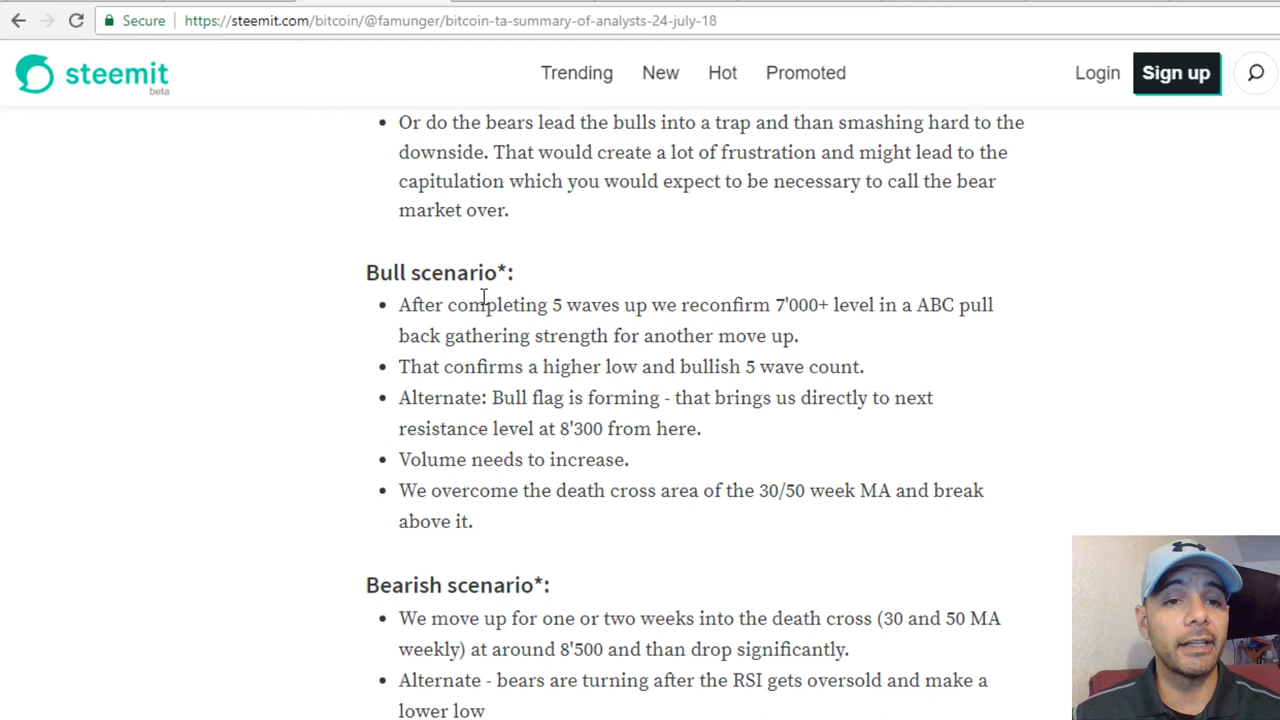 Secure https://steemit.com/bitcoin/@famunger/bitcoin-ta-summary-of-analysts-24-july-18
steemit
beta
Trending New Hot Promoted
Login Sign up
• Or do the bears lead the bulls into a trap and than smashing hard to the
downside. That would create a lot of frustration and might lead to the
capitulation which you would expect to be necessary to call the bear
market over.
Bull scenario*:
• After completing 5 waves up we reconfirm 7'000+ level in a ABC pull
back gathering strength for another move up.
• That confirms a higher low and bullish 5 wave count.
• Alternate: Bull flag is forming - that brings us directly to next
resistance level at 8'300 from here.
• Volume needs to increase.
• We overcome the death cross area of the 30/50 week MA and break
above it.
Bearish scenario*:
• We move up for one or two weeks into the death cross (30 and 50 MA
weekly) at around 8'500 and than drop significantly.
• Alternate - bears are turning after the RSI gets oversold and make a
lower low